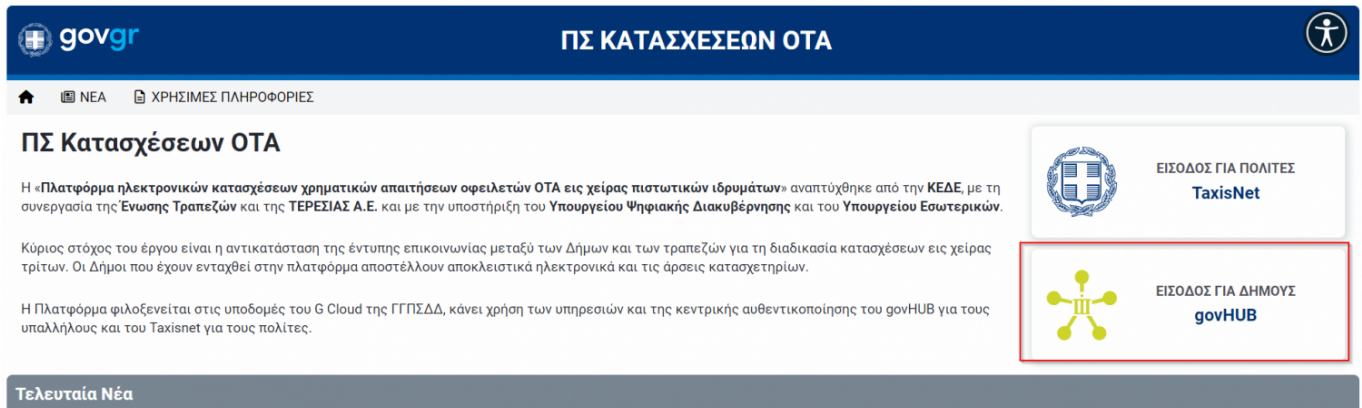 govgr
ΠΣ ΚΑΤΑΣΧΕΣΕΩΝ ΟΤΑ
ΝΕΑ ΧΡΗΣΙΜΕΣ ΠΛΗΡΟΦΟΡΙΕΣ
ΠΣ Κατασχέσεων ΟΤΑ
Η «Πλατφόρμα ηλεκτρονικών κατασχέσεων χρηματικών απαιτήσεων οφειλετών ΟΤΑ εις χείρας πιστωτικών ιδρυμάτων» αναπτύχθηκε από την ΚΕΔΕ, με τη
συνεργασία της Ένωσης Τραπεζών και της ΤΕΡΕΣΙΑΣ Α.Ε. και με την υποστήριξη του Υπουργείου Ψηφιακής Διακυβέρνησης και του Υπουργείου Εσωτερικών.
Κύριος στόχος του έργου είναι η αντικατάσταση της έντυπης επικοινωνίας μεταξύ των Δήμων και των τραπεζών για τη διαδικασία κατασχέσεων εις χείρας
τρίτων. Οι Δήμοι που έχουν ενταχθεί στην πλατφόρμα αποστέλλουν αποκλειστικά ηλεκτρονικά και τις άρσεις κατασχετηρίων.
Η Πλατφόρμα φιλοξενείται στις υποδομές του G Cloud της ΓΓΠΣΔΔ, κάνει χρήση των υπηρεσιών και της κεντρικής αυθεντικοποίησης του govHUB για τους
υπαλλήλους και του Taxisnet για τους πολίτες.
ΕΙΣΟΔΟΣ ΓΙΑ ΠΟΛΙΤΕΣ
TaxisNet
ΕΙΣΟΔΟΣ ΓΙΑ ΔΗΜΟΥΣ
govHUB
Τελευταία Νέα